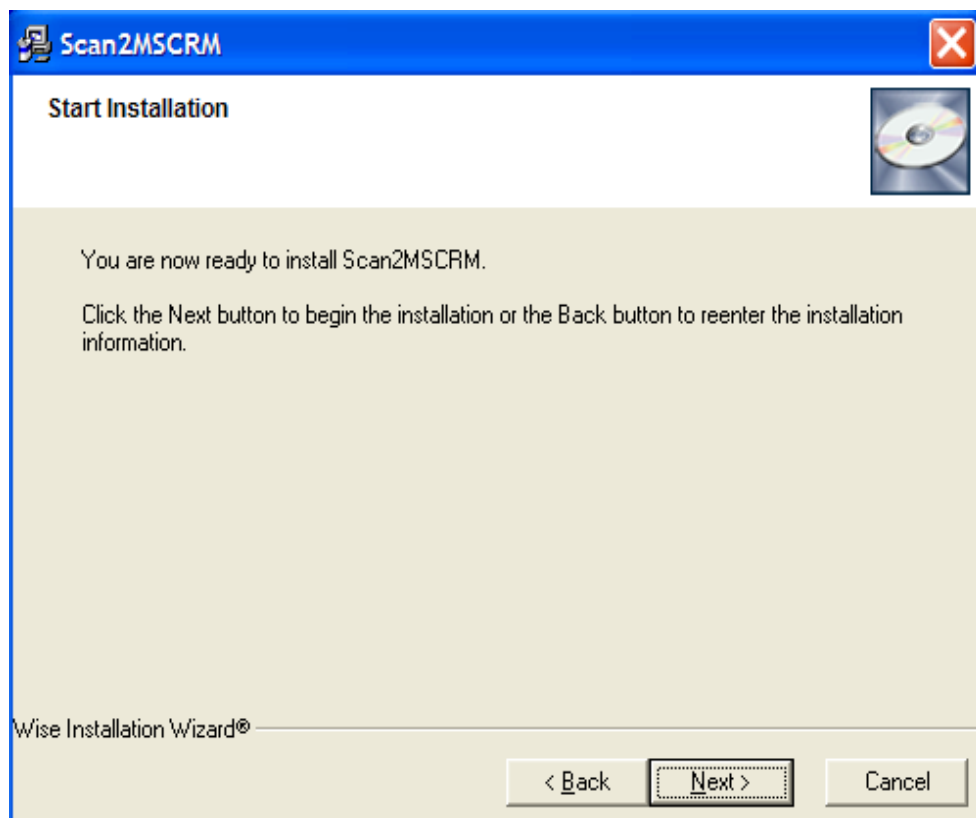 Scan2MSCRM
Start Installation
You are now ready to install Scan2MSCRM.
Click the Next button to begin the installation or the Back button to reenter the installation
information.
Wise Installation Wizard®
< Back Next > Cancel